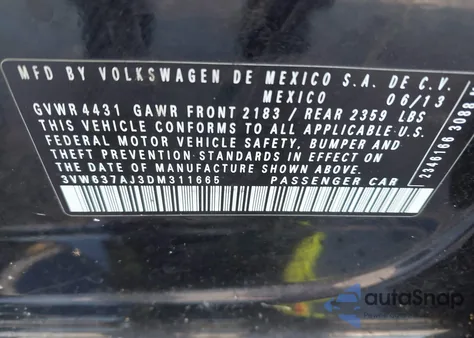 MFD BY VOLKSWAGEN DE MEXICO S.A. DE C.V.
MEXICO 06/13
GVWR 4431 GAWR FRONT 2183 / REAR 2359 LBS
THIS VEHICLE CONFORMS TO ALL APPLICABLE U.S.
FEDERAL MOTOR VEHICLE SAFETY, BUMPER AND
THEFT PREVENTION STANDARDS IN EFFECT ON
THE DATE OF MANUFACTURE SHOWN ABOVE.
3VW637AJ3DM311665 PASSENGER CAR
2346166 3088
autoSnap